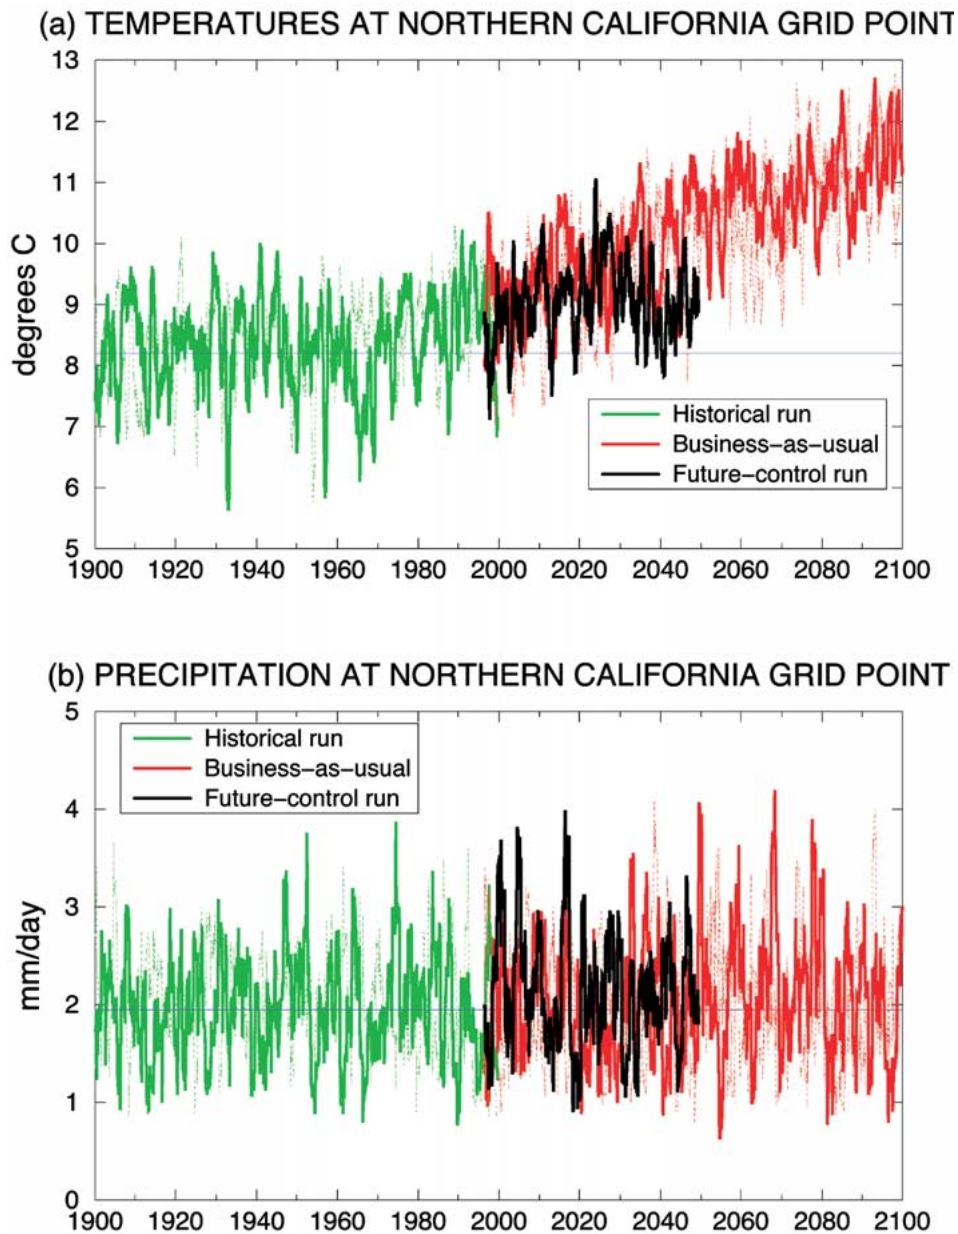 (a) TEMPERATURES AT NORTHERN CALIFORNIA GRID POINT
13
12
11
10
9
8
7
6
5
degrees C
Historical run
Business–as–usual
Future–control run
1900 1920 1940 1960 1980 2000 2020 2040 2060 2080 2100
(b) PRECIPITATION AT NORTHERN CALIFORNIA GRID POINT
5
4
3
2
1
0
mm/day
Historical run
Business–as–usual
Future–control run
1900 1920 1940 1960 1980 2000 2020 2040 2060 2080 2100